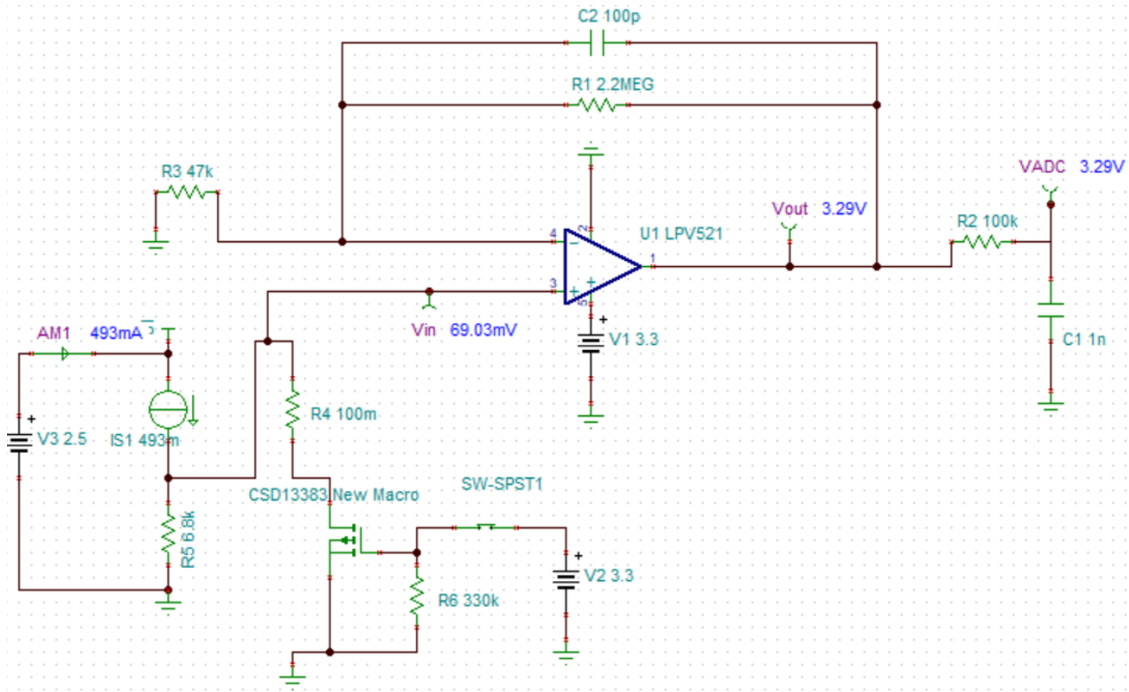 C2 100p
R1 2.2MEG
R3 47k
VADC 3.29V
Vout 3.29V
R2 100k
U1 LPV521
4
2
1
3
5
+
Vin 69.03mV
V1 3.3
C1 1n
AM1 493mA
+
V3 2.5
IS1 493m
R4 100m
CSD13383 New Macro
SW-SPST1
R5 6.8k
+
V2 3.3
R6 330k